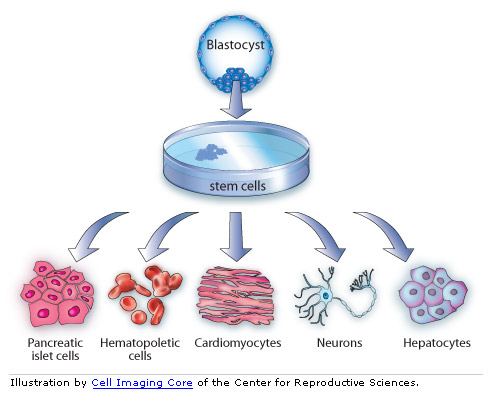 Blastocyst
stem cells
Pancreatic
islet cells
Hematopoletic
cells
Cardiomyocytes
Neurons
Hepatocytes
Illustration by Cell Imaging Core of the Center for Reproductive Sciences.